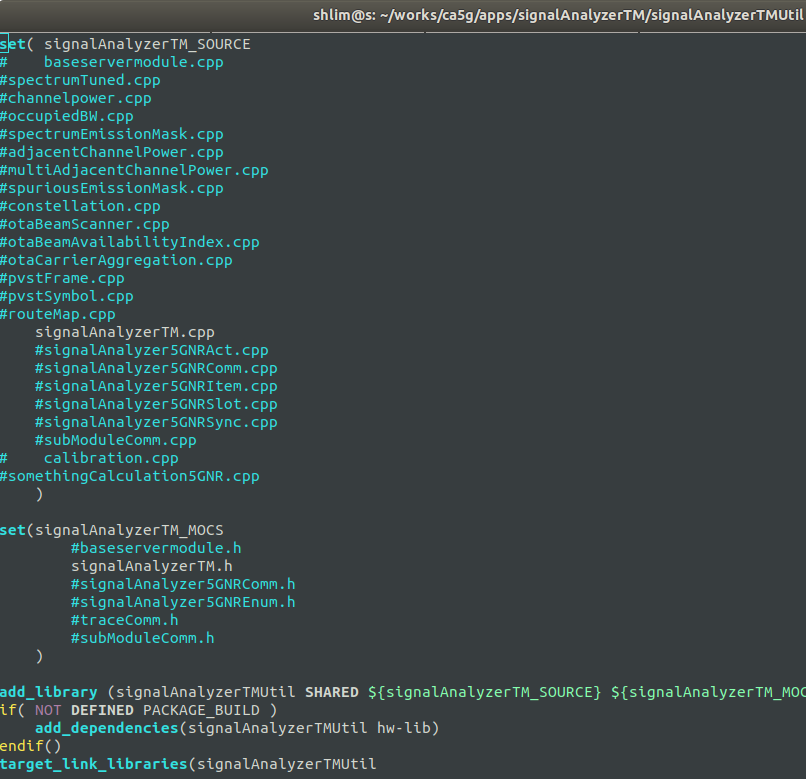 shlim@s: ~/works/ca5g/apps/signalAnalyzerTM/signalAnalyzerTMUtil
set( signalAnalyzerTM_SOURCE
#    baseservermodule.cpp
#spectrumTuned.cpp
#channelpower.cpp
#occupiedBW.cpp
#spectrumEmissionMask.cpp
#adjacentChannelPower.cpp
#multiAdjacentChannelPower.cpp
#spuriousEmissionMask.cpp
#constellation.cpp
#otaBeamScanner.cpp
#otaBeamAvailabilityIndex.cpp
#otaCarrierAggregation.cpp
#pvstFrame.cpp
#pvstSymbol.cpp
#routeMap.cpp
    signalAnalyzerTM.cpp
    #signalAnalyzer5GNRAct.cpp
    #signalAnalyzer5GNRComm.cpp
    #signalAnalyzer5GNRItem.cpp
    #signalAnalyzer5GNRSlot.cpp
    #signalAnalyzer5GNRSync.cpp
    #subModuleComm.cpp
#    calibration.cpp
#somethingCalculation5GNR.cpp
    )
set(signalAnalyzerTM_MOCS
        #baseservermodule.h
        signalAnalyzerTM.h
        #signalAnalyzer5GNRComm.h
        #signalAnalyzer5GNREnum.h
        #traceComm.h
        #subModuleComm.h
    )
add_library (signalAnalyzerTMUtil SHARED ${signalAnalyzerTM_SOURCE} ${signalAnalyzerTM_MOC
if( NOT DEFINED PACKAGE_BUILD )
    add_dependencies(signalAnalyzerTMUtil hw-lib)
endif()
target_link_libraries(signalAnalyzerTMUtil